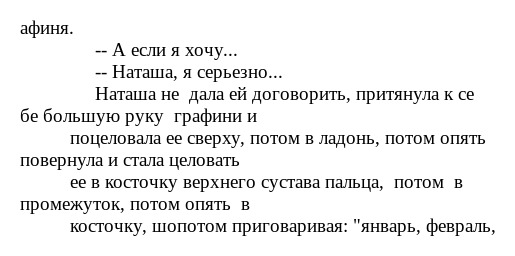 афиня.
-- А если я хочу...
-- Наташа, я серьезно...
Наташа не  дала ей договорить, притянула к се
бе большую руку  графини и
поцеловала ее сверху, потом в ладонь, потом опять
повернула и стала целовать
ее в косточку верхнего сустава пальца,  потом  в
промежуток, потом опять  в
косточку, шопотом приговаривая: "январь, февраль,